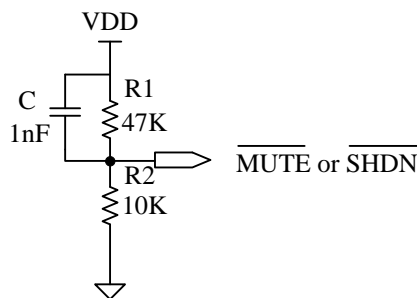 VDD
C
1nF
R1
47K
R2
10K
MUTE or SHDN